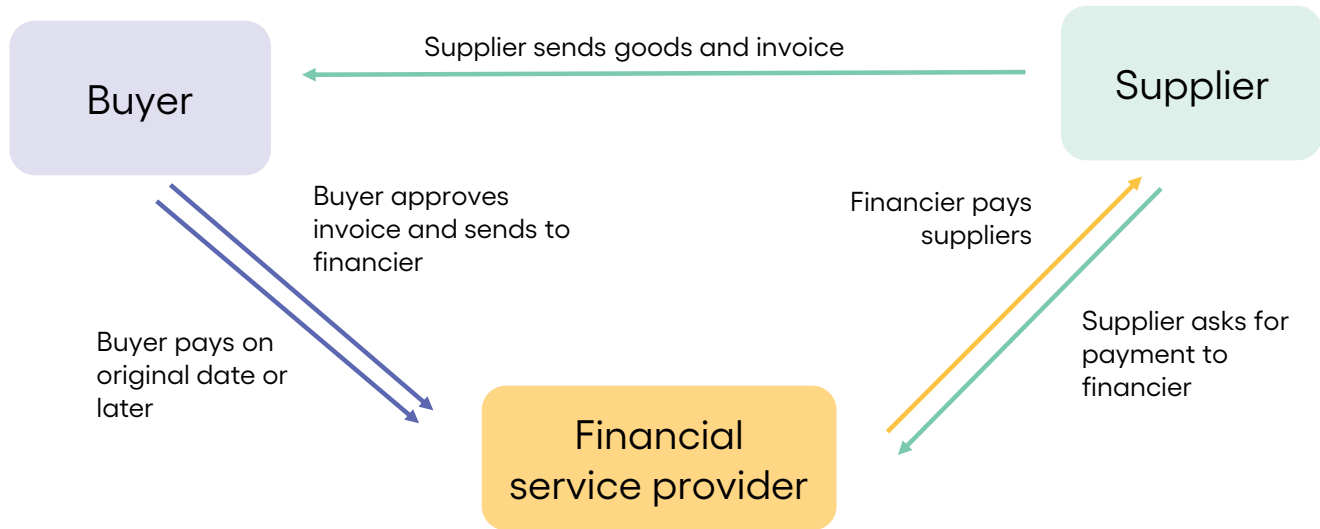 Supplier sends goods and invoice
Buyer
Supplier
Buyer approves
invoice and sends to
financier
Financier pays
suppliers
Buyer pays on
original date or
later
Supplier asks for
payment to
financier
Financial
service provider